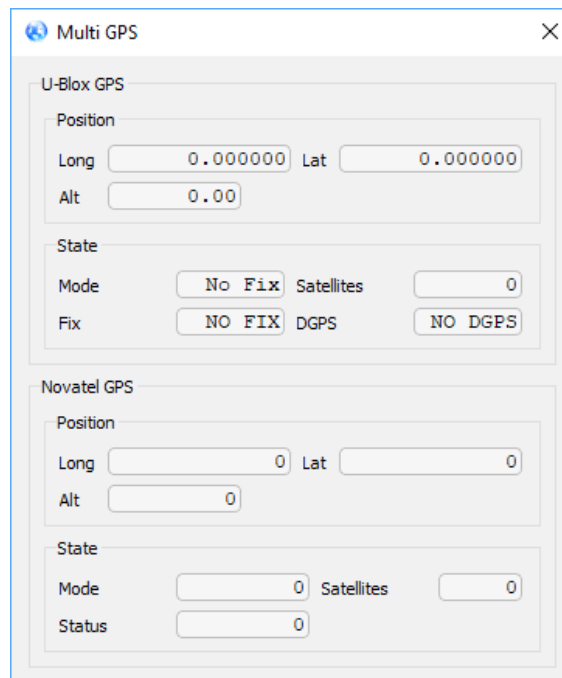 Multi GPS
U-Blox GPS
Position
Long 0.000000 Lat 0.000000
Alt 0.00
State
Mode No Fix Satellites 0
Fix NO FIX DGPS NO DGPS
Novatel GPS
Position
Long 0 Lat 0
Alt 0
State
Mode 0 Satellites 0
Status 0